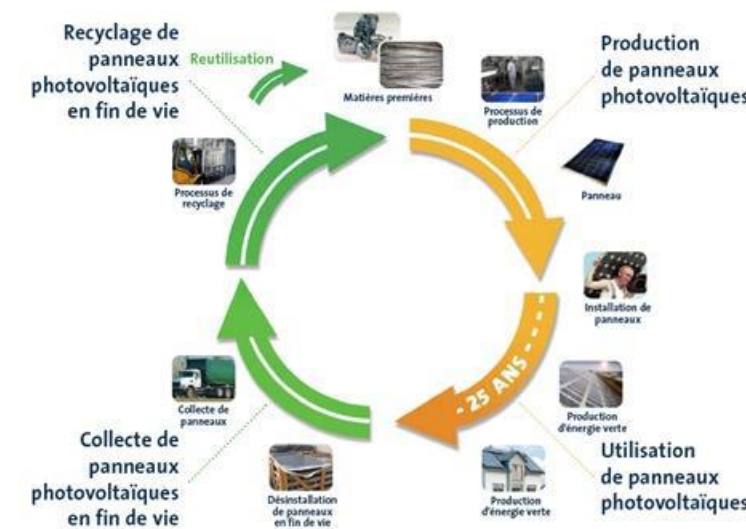 Recyclage de
panneaux
photovoltaïques
en fin de vie
Reutilisation
Matières premières
Processus de
production
Production
de panneaux
photovoltaïques
Panneau
Installation de
panneaux
25 ANS
Production
d'énergie verte
Utilisation
de panneaux
photovoltaïques
Production
d'énergie verte
Désinstallation
de panneaux
en fin de vie
Collecte de
panneaux
Collecte de
panneaux
photovoltaïques
en fin de vie
Processus de
recyclage